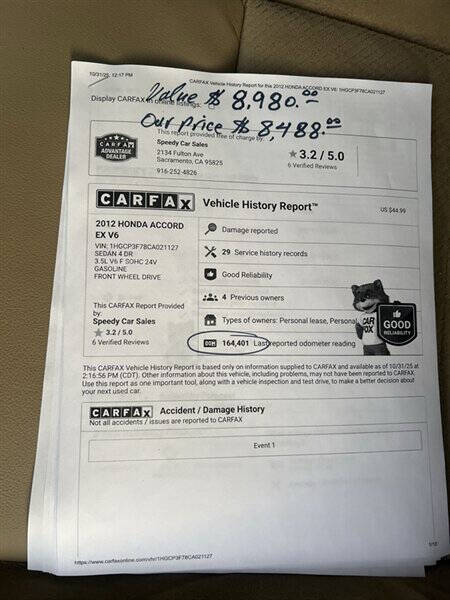 10/31/25, 12:17 PM
CARFAX Vehicle History Report for this 2012 HONDA ACCORD EX V6: 1HGCP3F78CA021127
Value $ 8,980.00
Display CARFAX in online listings:
Our price $ 8,488.00
This report provided free of charge by:
CARFAX
ADVANTAGE
DEALER
Speedy Car Sales
2134 Fulton Ave
Sacramento, CA 95825
916-252-4826
3.2 / 5.0
6 Verified Reviews
CARFAX Vehicle History Report™
US $44.99
2012 HONDA ACCORD
EX V6
VIN: 1HGCP3F78CA021127
SEDAN 4 DR
3.5L V6 F SOHC 24V
GASOLINE
FRONT WHEEL DRIVE
This CARFAX Report Provided
by:
Speedy Car Sales
3.2 / 5.0
6 Verified Reviews
Damage reported
29 Service history records
Good Reliability
4 Previous owners
Types of owners: Personal lease, Personal
164,401 Last reported odometer reading
CAR
FOX
CARFAX
GOOD
RELIABILITY
This CARFAX Vehicle History Report is based only on information supplied to CARFAX and available as of 10/31/25 at
2:16:56 PM (CDT). Other information about this vehicle, including problems, may not have been reported to CARFAX.
Use this report as one important tool, along with a vehicle inspection and test drive, to make a better decision about
your next used car.
CARFAX Accident / Damage History
Not all accidents / issues are reported to CARFAX
Event 1
https://www.carfaxonline.com/vhr/1HGCP3F78CA021127
1/10